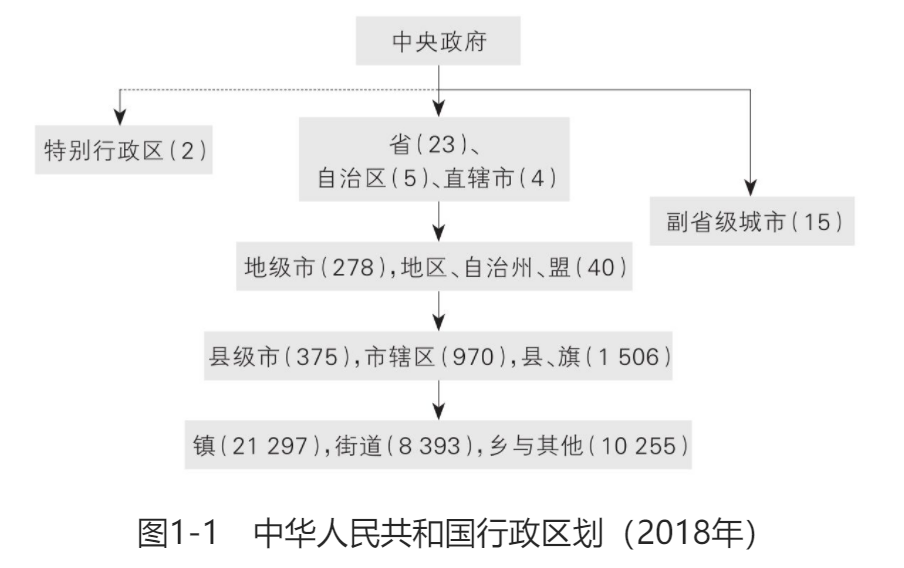 中央政府
特别行政区(2)
省(23)、
自治区(5)、直辖市(4)
副省级城市(15)
地级市(278),地区、自治州、盟(40)
县级市(375),市辖区(970),县、旗(1 506)
镇(21 297),街道(8 393),乡与其他(10 255)
图1-1 中华人民共和国行政区划（2018年）